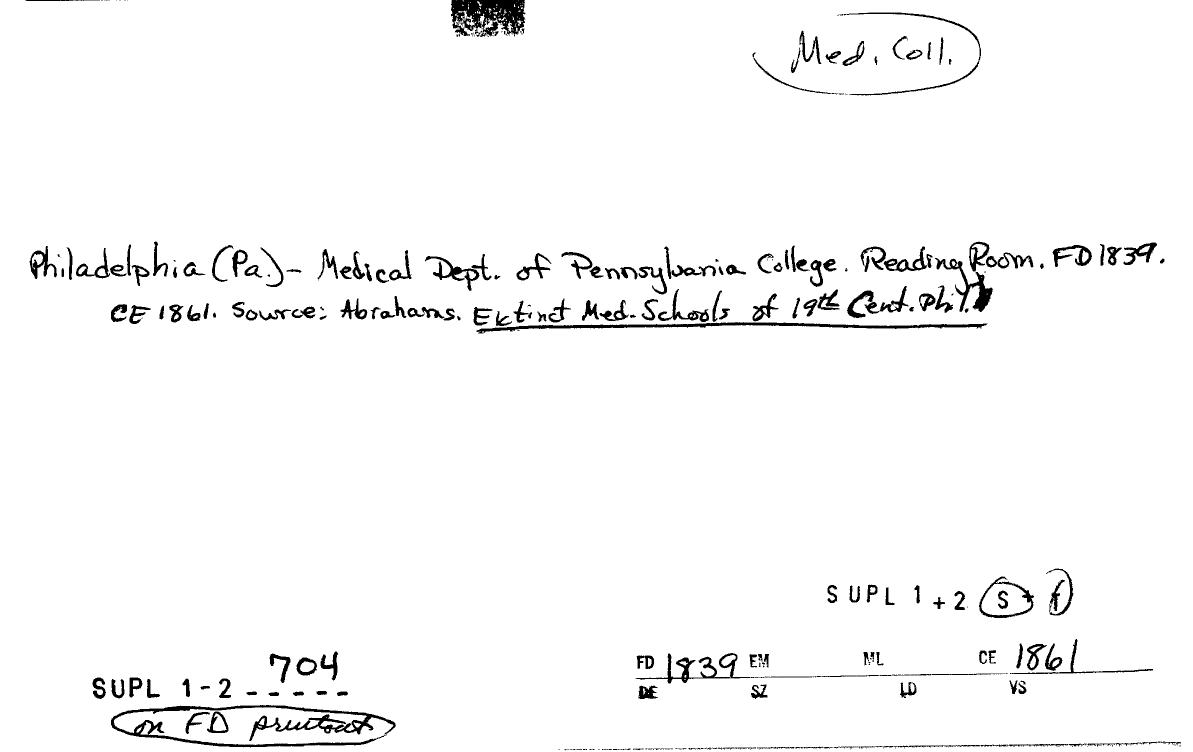 Med. Coll.
Philadelphia (Pa.) - Medical Dept. of Pennsylvania College. Reading Room. FD 1839.
CE 1861. Source: Abrahams. Extinct Med. Schools of 19th Cent. Phil.
SUPL 1 + 2 S + f
704
SUPL 1-2 - - - - -
on FD printout
FD 1839 EM ML CE 1861
DE SZ LD VS